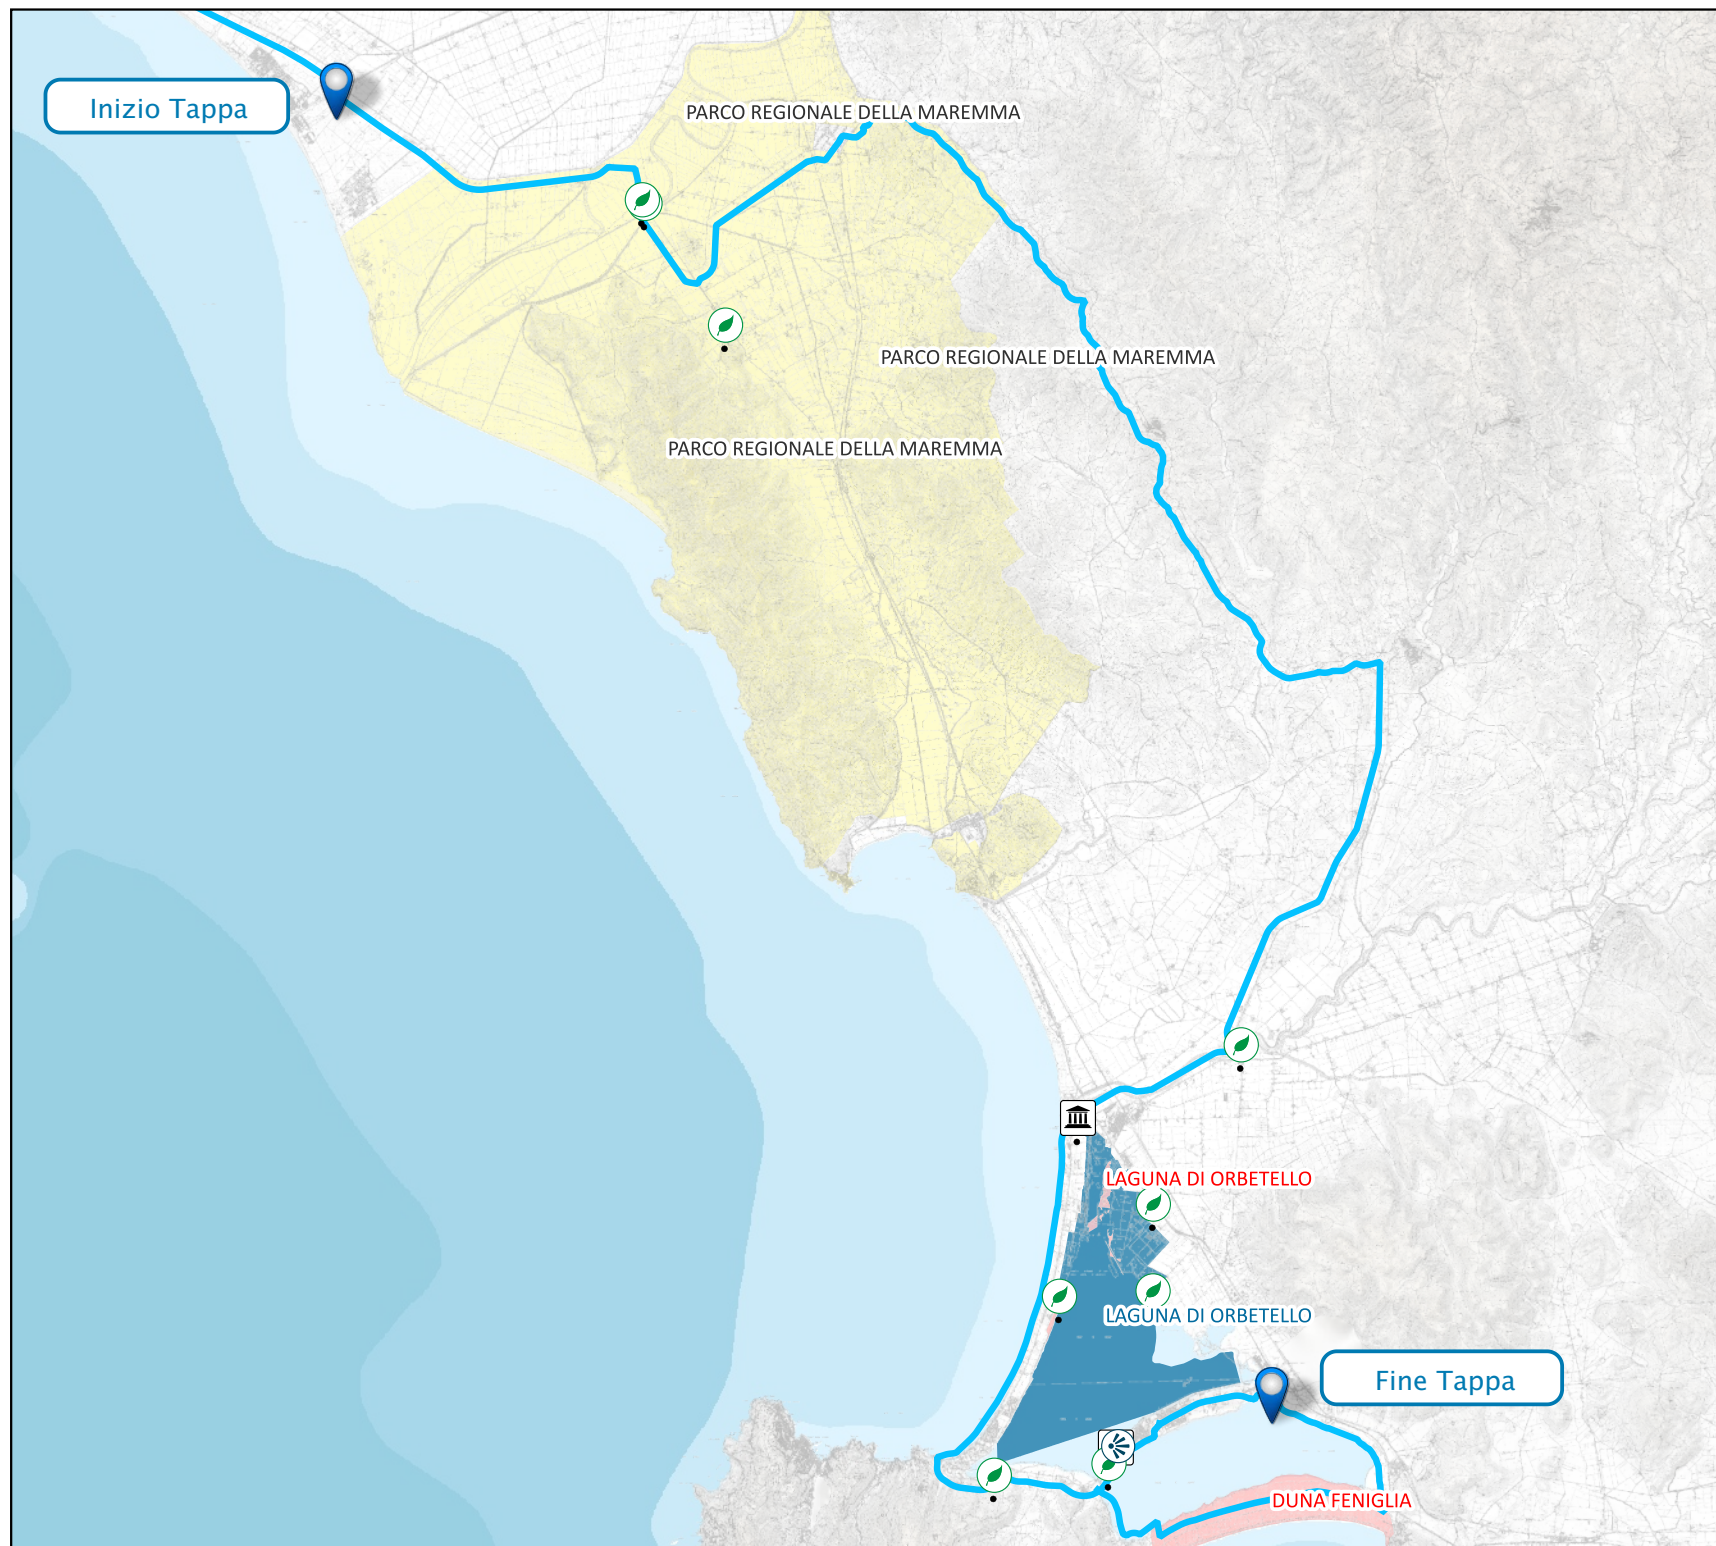 Inizio Tappa
PARCO REGIONALE DELLA MAREMMA
PARCO REGIONALE DELLA MAREMMA
PARCO REGIONALE DELLA MAREMMA
LAGUNA DI ORBETELLO
LAGUNA DI ORBETELLO
Fine Tappa
DUNA FENIGLIA